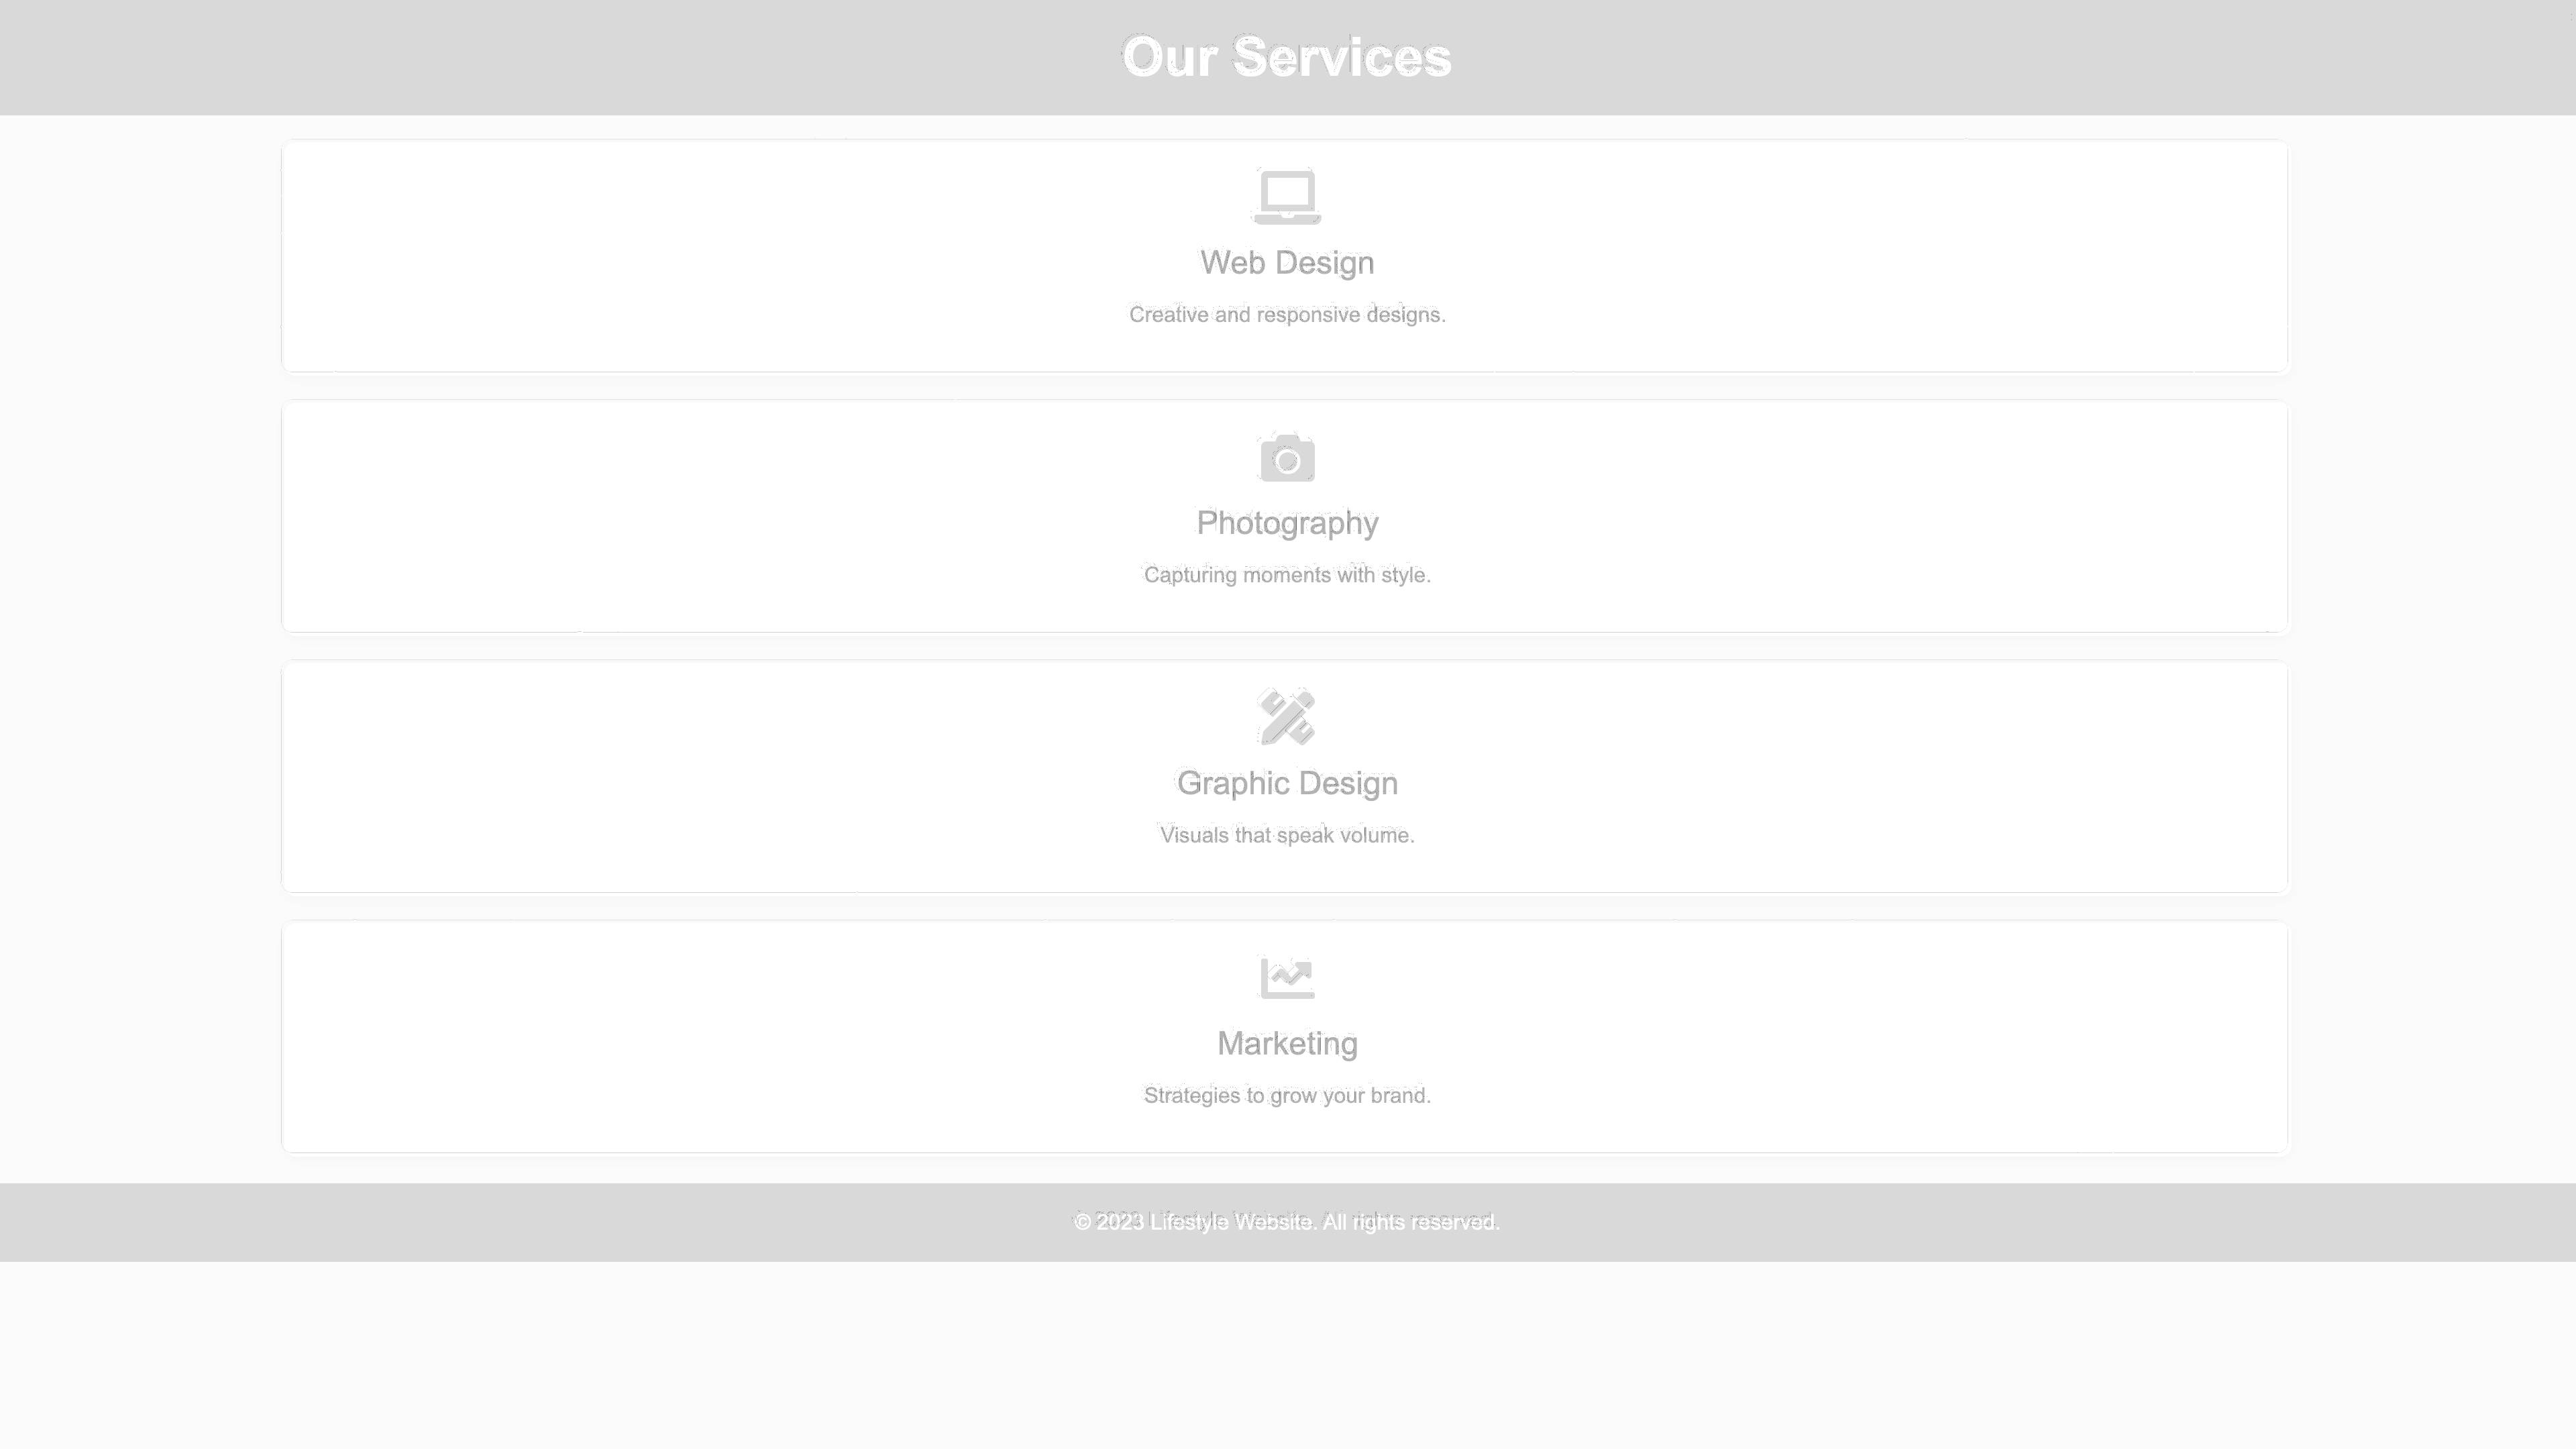 Our Services
Web Design
Creative and responsive designs.
Photography
Capturing moments with style.
Graphic Design
Visuals that speak volume.
Marketing
Strategies to grow your brand.
© 2023 Lifestyle Website. All rights reserved.